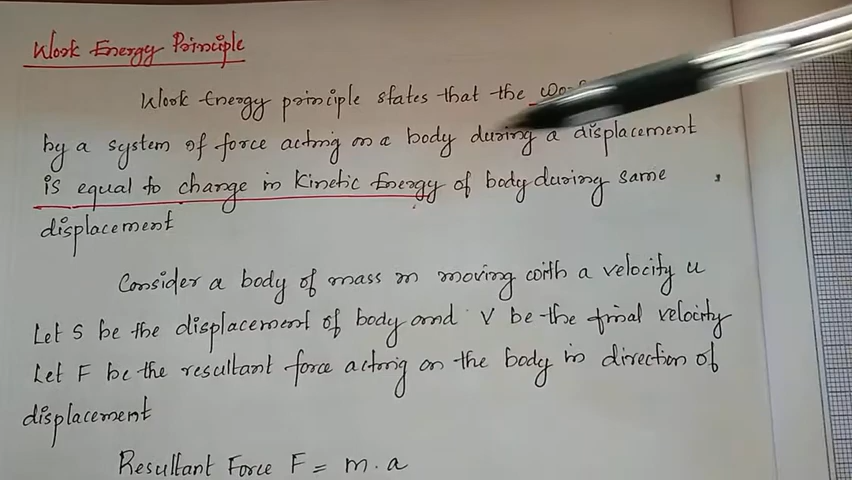 Work Energy Principle
Work Energy principle states that the
by a system of force acting on a body during a displacement
is equal to change in Kinetic Energy of body during same
displacement
Consider a body of mass m moving with a velocity u
Let S be the displacement of body and V be the final velocity
Let F be the resultant force acting on the body in direction of
displacement
Resultant Force F = m.a